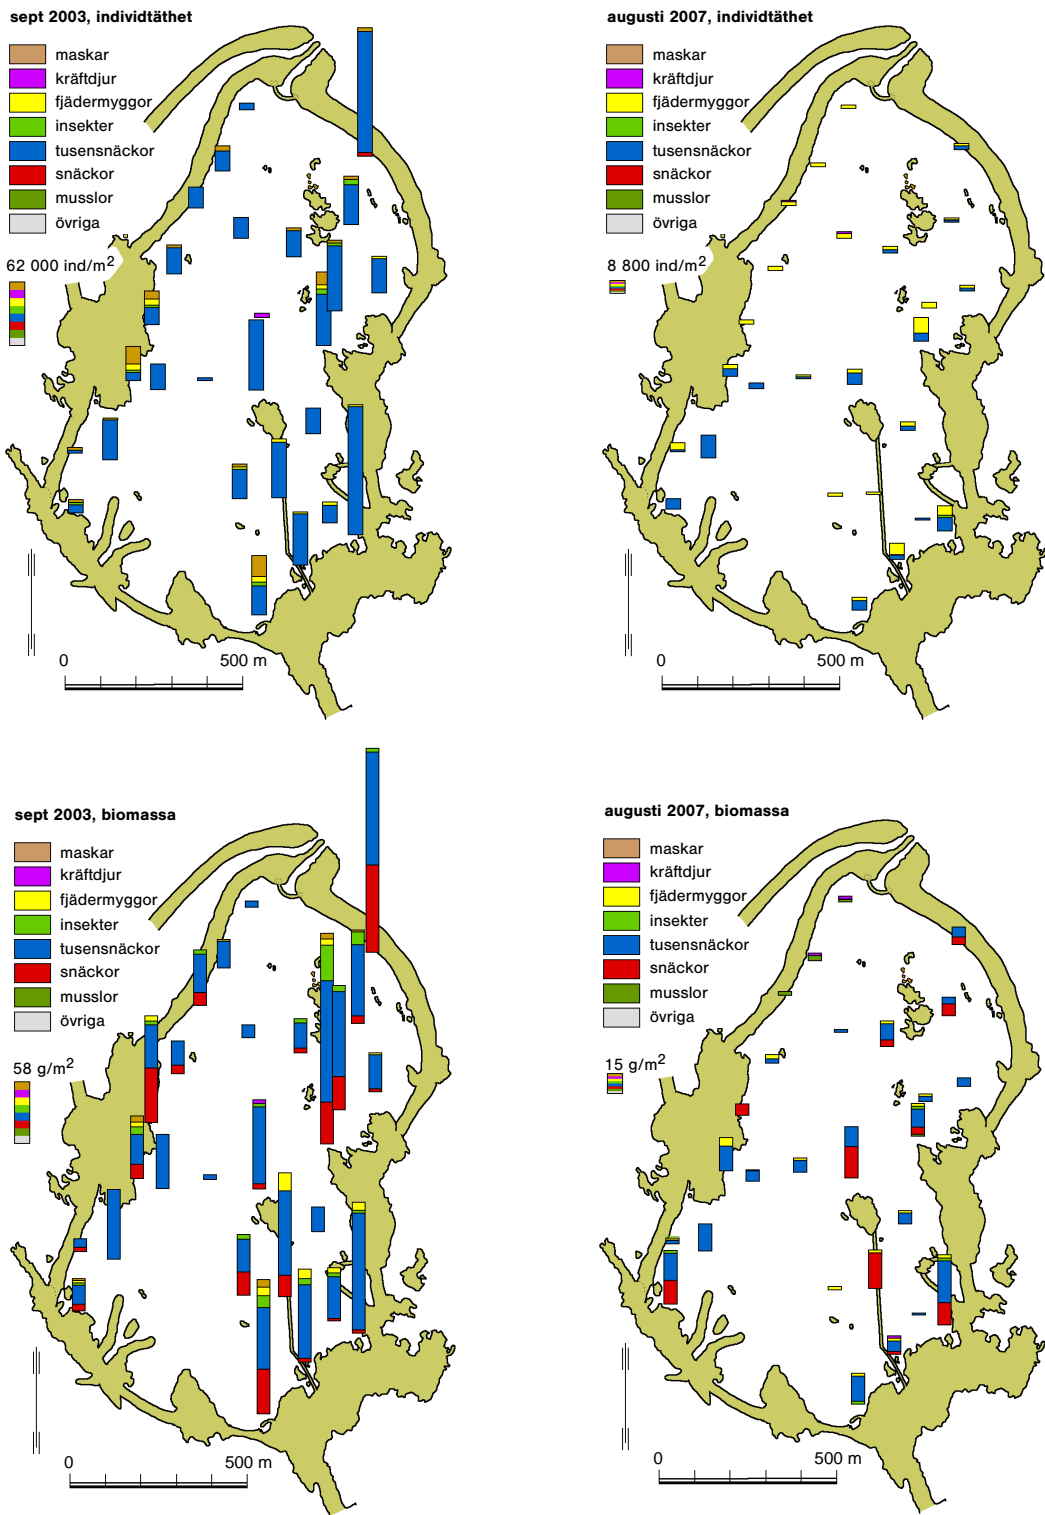 sept 2003, individtäthet
maskar
kräftdjur
fjädermyggor
insekter
tusensnäckor
snäckor
musslor
övriga
62 000 ind/m²
0 500 m
augusti 2007, individtäthet
maskar
kräftdjur
fjädermyggor
insekter
tusensnäckor
snäckor
musslor
övriga
8 800 ind/m²
0 500 m
sept 2003, biomassa
maskar
kräftdjur
fjädermyggor
insekter
tusensnäckor
snäckor
musslor
övriga
58 g/m²
0 500 m
augusti 2007, biomassa
maskar
kräftdjur
fjädermyggor
insekter
tusensnäckor
snäckor
musslor
övriga
15 g/m²
0 500 m